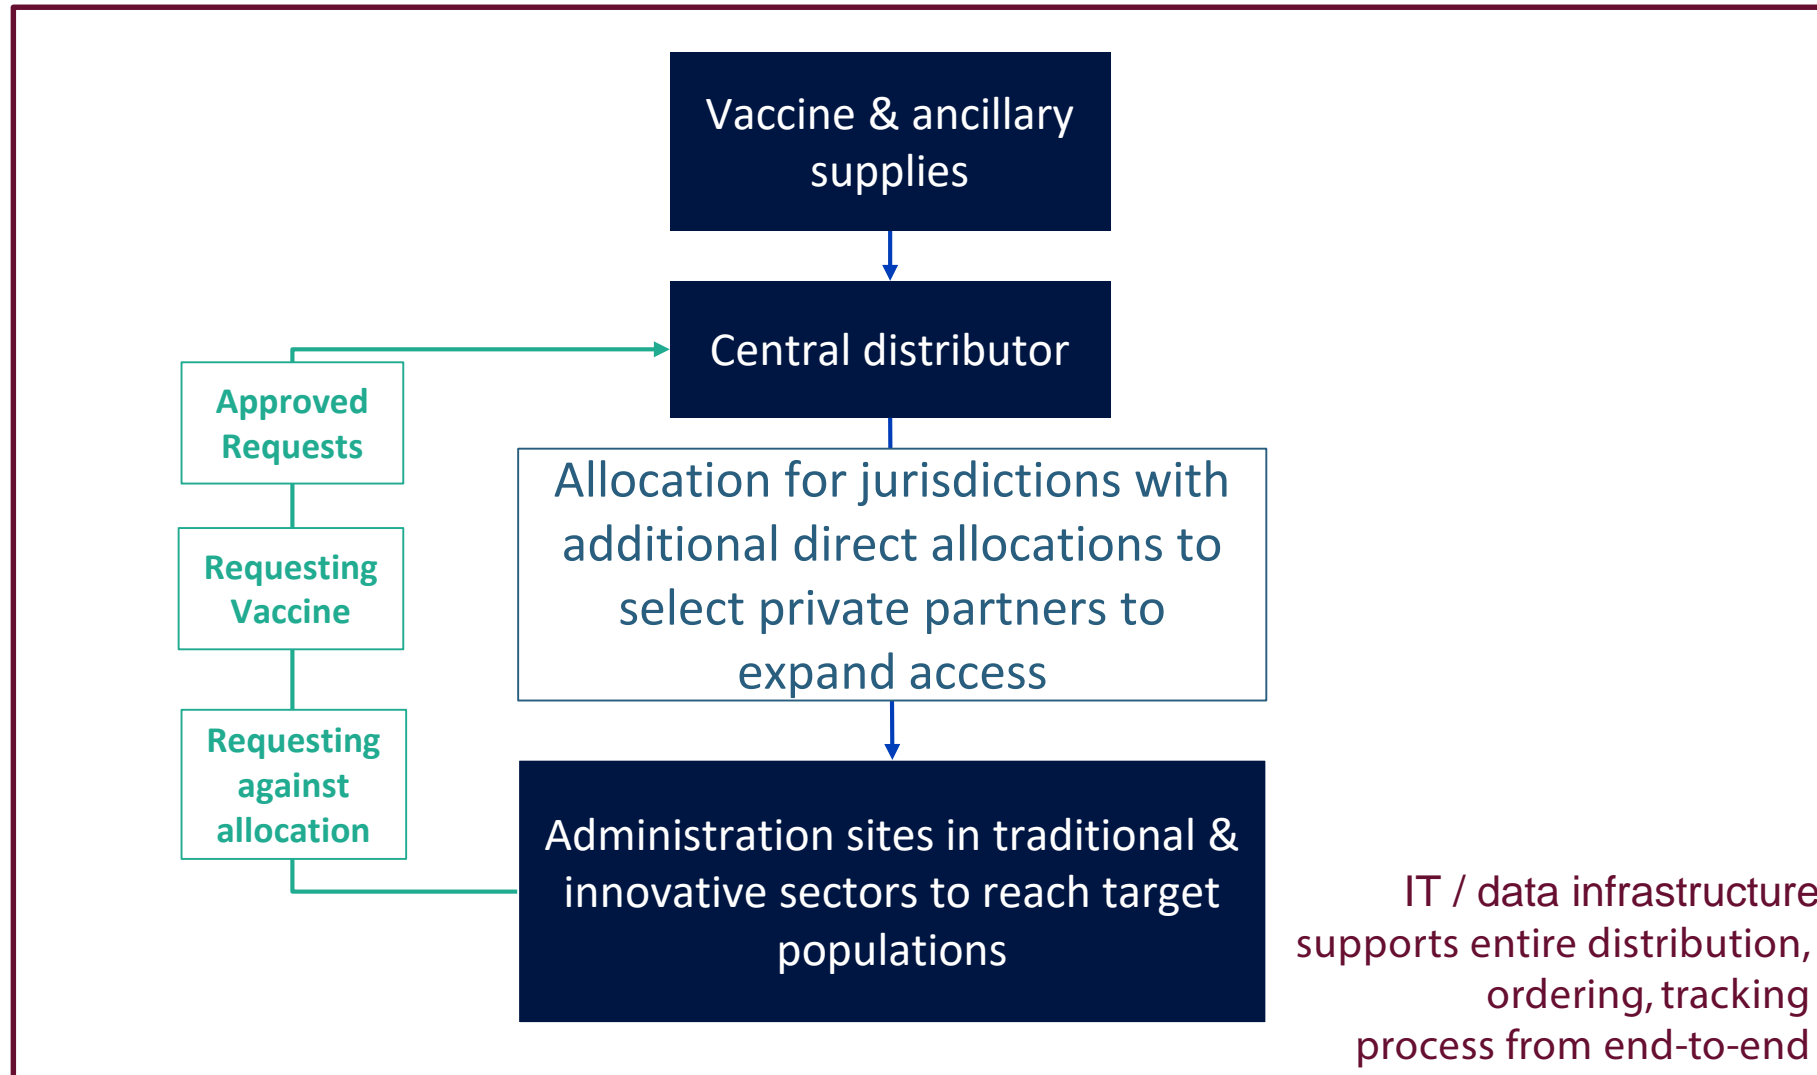 Vaccine & ancillary
supplies
Central distributor
Approved
Requests
Requesting
Vaccine
Requesting
against
allocation
Allocation for jurisdictions with
additional direct allocations to
select private partners to
expand access
Administration sites in traditional &
innovative sectors to reach target
populations
IT / data infrastructure
supports entire distribution,
ordering, tracking
process from end-to-end